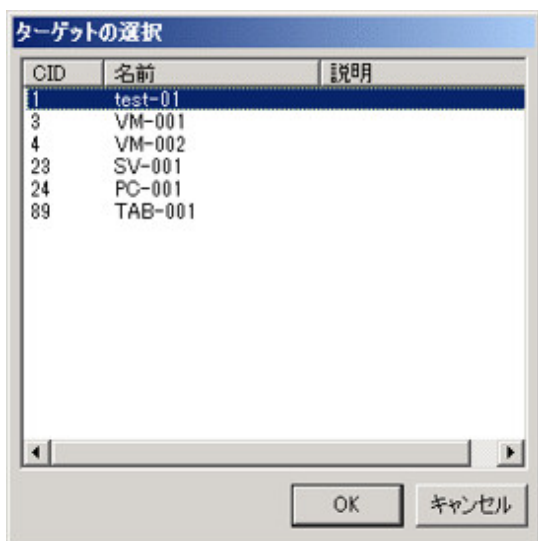 ターゲットの選択
CID 名前 説明
1 test-01
3 VM-001
4 VM-002
23 SV-001
24 PC-001
89 TAB-001
OK キャンセル